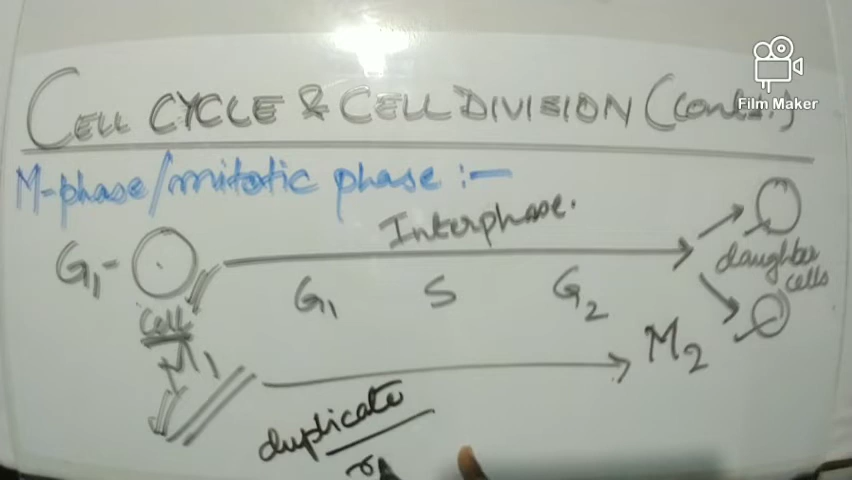 CELL CYCLE & CELL DIVISION (Contd.)
Film Maker
M-phase/mitotic phase :-
Interphase.
G1-
G1 S G2
daughter
cells
Cell
M1
M2
duplicate